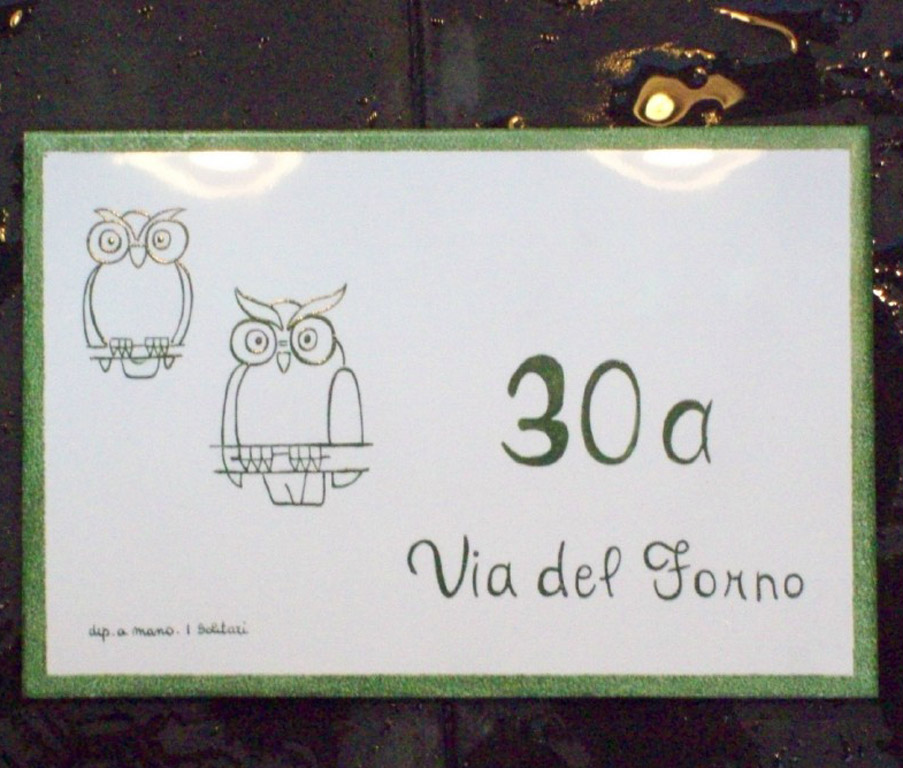 30a
Via del Forno
dip. a mano. I Solitari